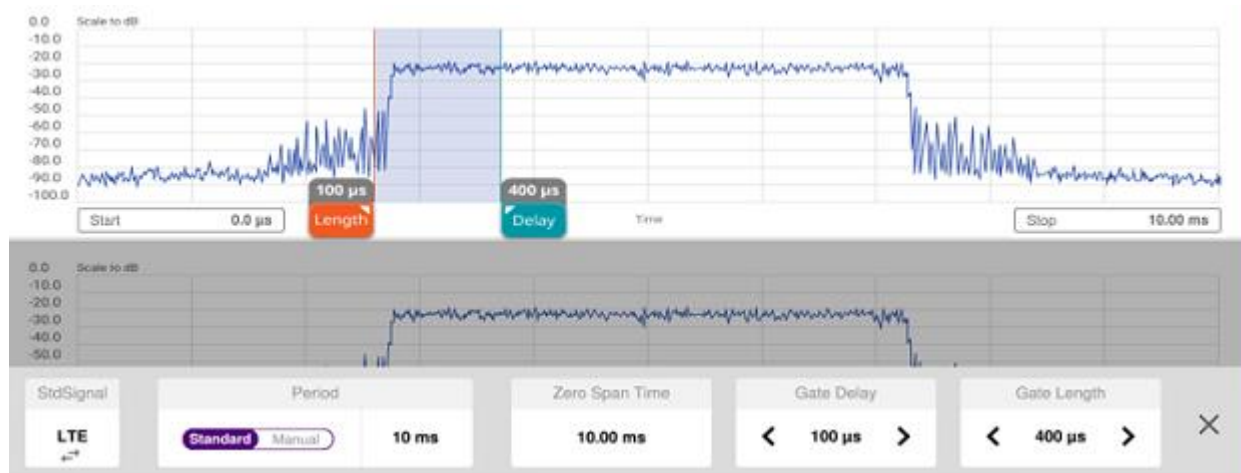 0.0 Scale to dB
-10.0
-20.0
-30.0
-40.0
-50.0
-60.0
-70.0
-80.0
-90.0
-100.0
100 µs 400 µs
Start 0.0 µs Length Delay Time Stop 10.00 ms
0.0 Scale to dB
-10.0
-20.0
-30.0
-40.0
-50.0
StdSignal Period Zero Span Time Gate Delay Gate Length
LTE Standard Manual 10 ms 10.00 ms 100 µs 400 µs